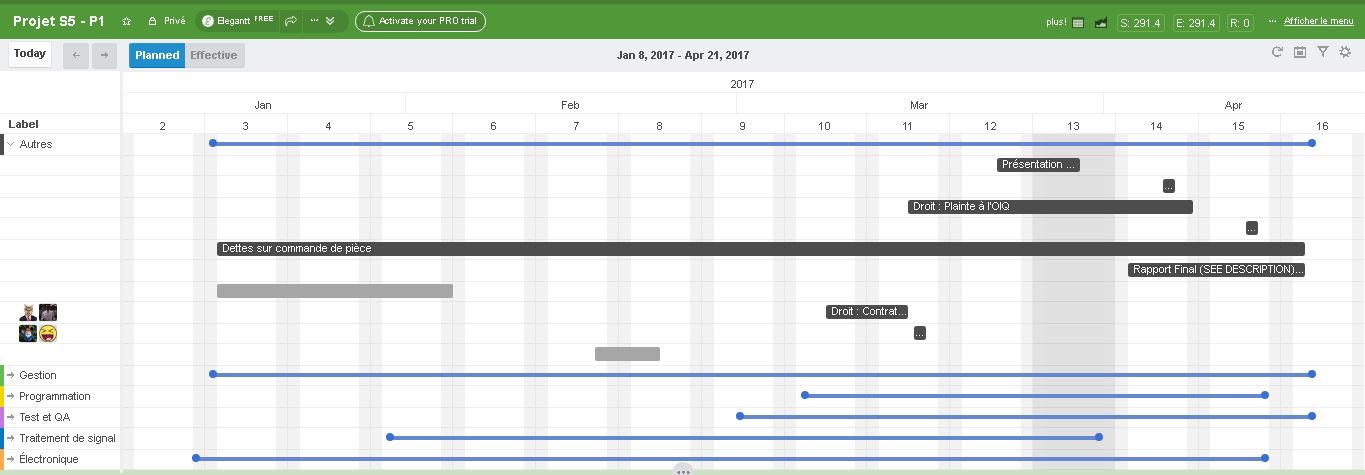 Projet S5 - P1 Privé Elegantt FREE ... Activate your PRO trial plus! S: 291.4 E: 291.4 R: 0 ... Afficher le menu
Today ← → Planned Effective Jan 8, 2017 - Apr 21, 2017
2017
Jan Feb Mar Apr
Label 2 3 4 5 6 7 8 9 10 11 12 13 14 15 16
Autres
Présentation ...
...
Droit : Plainte à l'OIQ
...
Dettes sur commande de pièce
Rapport Final (SEE DESCRIPTION)...
Droit : Contrat...
...
Gestion
Programmation
Test et QA
Traitement de signal
Électronique